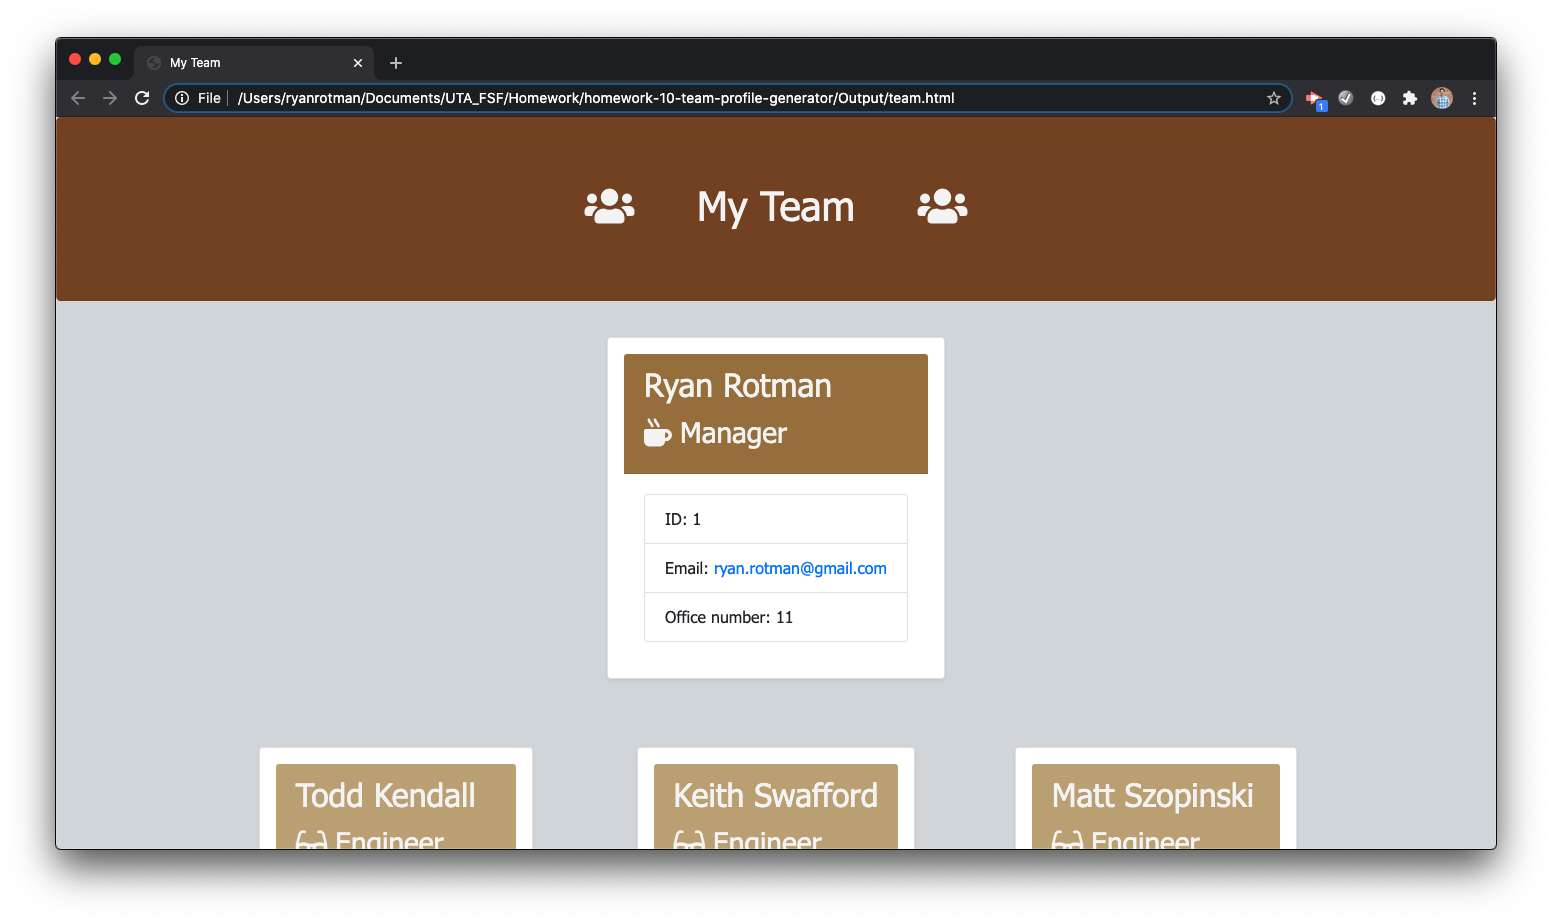 My Team
File /Users/ryanrotman/Documents/UTA_FSF/Homework/homework-10-team-profile-generator/Output/team.html
1
My Team
Ryan Rotman
Manager
ID: 1
Email: ryan.rotman@gmail.com
Office number: 11
Todd Kendall
Engineer
Keith Swafford
Engineer
Matt Szopinski
Engineer